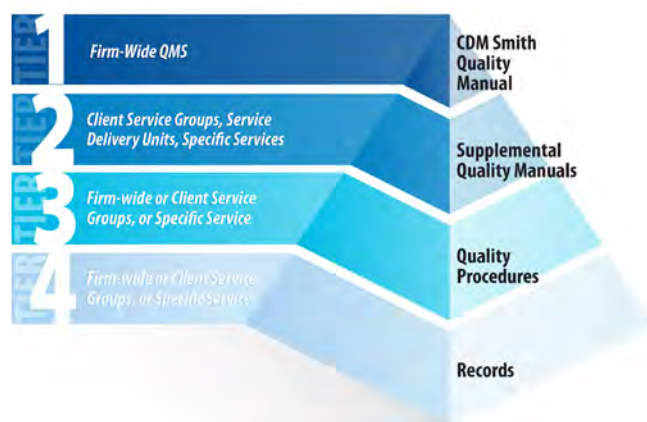 TIER 1
Firm-Wide QMS
CDM Smith
Quality
Manual
TIER 2
Client Service Groups, Service
Delivery Units, Specific Services
Supplemental
Quality Manuals
TIER 3
Firm-wide or Client Service
Groups, or Specific Service
Quality
Procedures
TIER 4
Firm-wide or Client Service
Groups, or Specific Service
Records